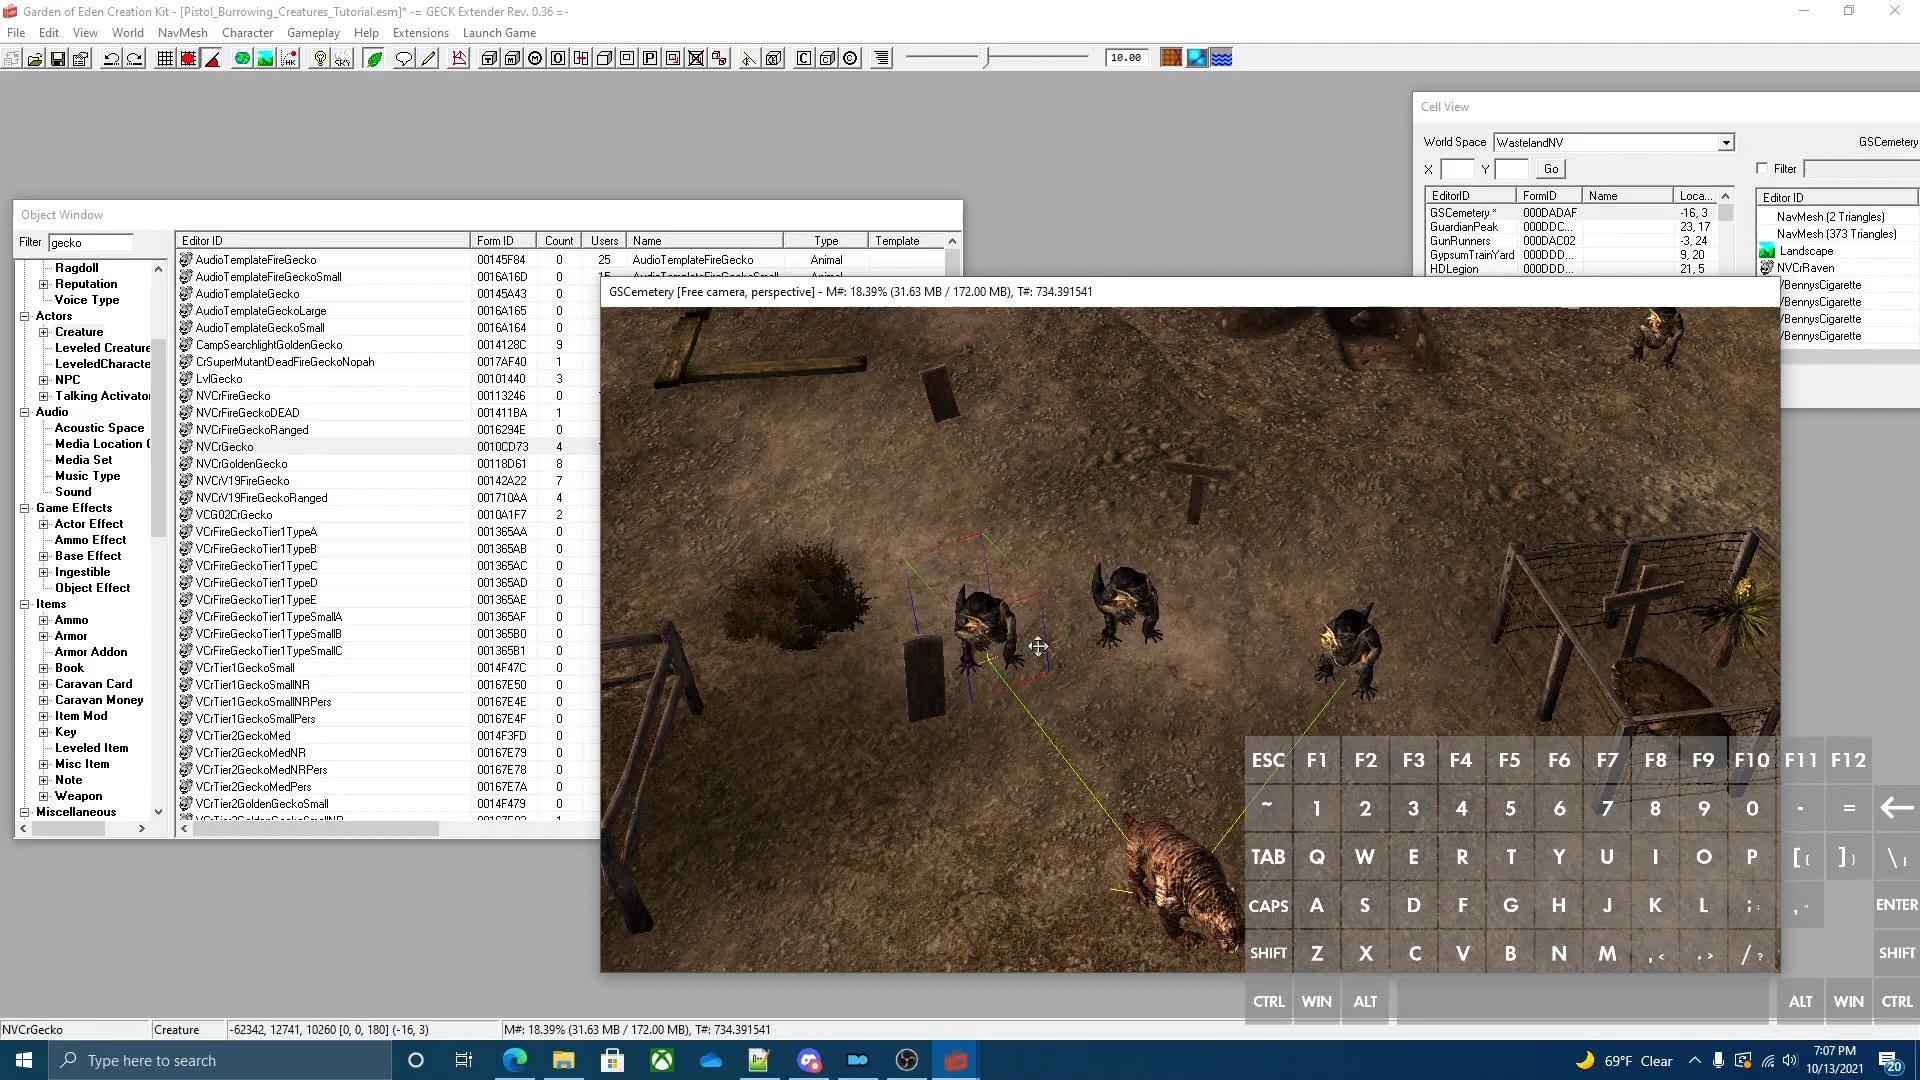 Garden of Eden Creation Kit - [Pistol_Burrowing_Creatures_Tutorial.esm]* -= GECK Extender Rev. 0.36 =-
File Edit View World NavMesh Character Gameplay Help Extensions Launch Game
10.00
Cell View
World Space WastelandNV GSCemetery
X Y Go Filter
EditorID FormID Name Loca... Editor ID
GSCemetery * 000DADAF -16, 3 NavMesh (2 Triangles)
GuardianPeak 000DDC... 23, 17 NavMesh (373 Triangles)
GunRunners 000DAC02 -3, 24 Landscape
GypsumTrainYard 000DDD... 9, 20 NVCrRaven
HDLegion 000DDD... 21, 5
/BennysCigarette
/BennysCigarette
/BennysCigarette
/BennysCigarette
Object Window
Filter gecko
Ragdoll
Reputation
Voice Type
Actors
Creature
Leveled Creature
LeveledCharacte
NPC
Talking Activato
Audio
Acoustic Space
Media Location (
Media Set
Music Type
Sound
Game Effects
Actor Effect
Ammo Effect
Base Effect
Ingestible
Object Effect
Items
Ammo
Armor
Armor Addon
Book
Caravan Card
Caravan Money
Item Mod
Key
Leveled Item
Misc Item
Note
Weapon
Miscellaneous
Editor ID Form ID Count Users Name Type Template
AudioTemplateFireGecko 00145F84 0 25 AudioTemplateFireGecko Animal
AudioTemplateFireGeckoSmall 0016A16D 0 15 AudioTemplateFireGeckoSmall Animal
AudioTemplateGecko 00145A43 0
AudioTemplateGeckoLarge 0016A165 0
AudioTemplateGeckoSmall 0016A164 0
CampSearchlightGoldenGecko 0014128C 9
CrSuperMutantDeadFireGeckoNopah 0017AF40 1
LvlGecko 00101440 3
NVCrFireGecko 00113246 0
NVCrFireGeckoDEAD 001411BA 1
NVCrFireGeckoRanged 0016294E 0
NVCrGecko 0010CD73 4
NVCrGoldenGecko 00118D61 8
NVCrV19FireGecko 00142A22 7
NVCrV19FireGeckoRanged 001710AA 4
VCG02CrGecko 0010A1F7 2
VCrFireGeckoTier1TypeA 001365AA 0
VCrFireGeckoTier1TypeB 001365AB 0
VCrFireGeckoTier1TypeC 001365AC 0
VCrFireGeckoTier1TypeD 001365AD 0
VCrFireGeckoTier1TypeE 001365AE 0
VCrFireGeckoTier1TypeSmallA 001365AF 0
VCrFireGeckoTier1TypeSmallB 001365B0 0
VCrFireGeckoTier1TypeSmallC 001365B1 0
VCrTier1GeckoSmall 0014F47C 0
VCrTier1GeckoSmallNR 00167E50 0
VCrTier1GeckoSmallNRPers 00167E4E 0
VCrTier1GeckoSmallPers 00167E4F 0
VCrTier2GeckoMed 0014F3FD 0
VCrTier2GeckoMedNR 00167E79 0
VCrTier2GeckoMedNRPers 00167E78 0
VCrTier2GeckoMedPers 00167E7A 0
VCrTier2GoldenGeckoSmall 0014F479 0
GSCemetery [Free camera, perspective] - M#: 18.39% (31.63 MB / 172.00 MB), T#: 734.391541
ESC F1 F2 F3 F4 F5 F6 F7 F8 F9 F10 F11 F12
~ 1 2 3 4 5 6 7 8 9 0 - = ←
TAB Q W E R T Y U I O P [{ ]} \|
CAPS A S D F G H J K L ;: ," ENTER
SHIFT Z X C V B N M ,< .> /? SHIFT
CTRL WIN ALT ALT WIN CTRL
NVCrGecko Creature -62342, 12741, 10260 [0, 0, 180] (-16, 3) M#: 18.39% (31.63 MB / 172.00 MB), T#: 734.391541
Type here to search
69°F Clear
7:07 PM
10/13/2021
20